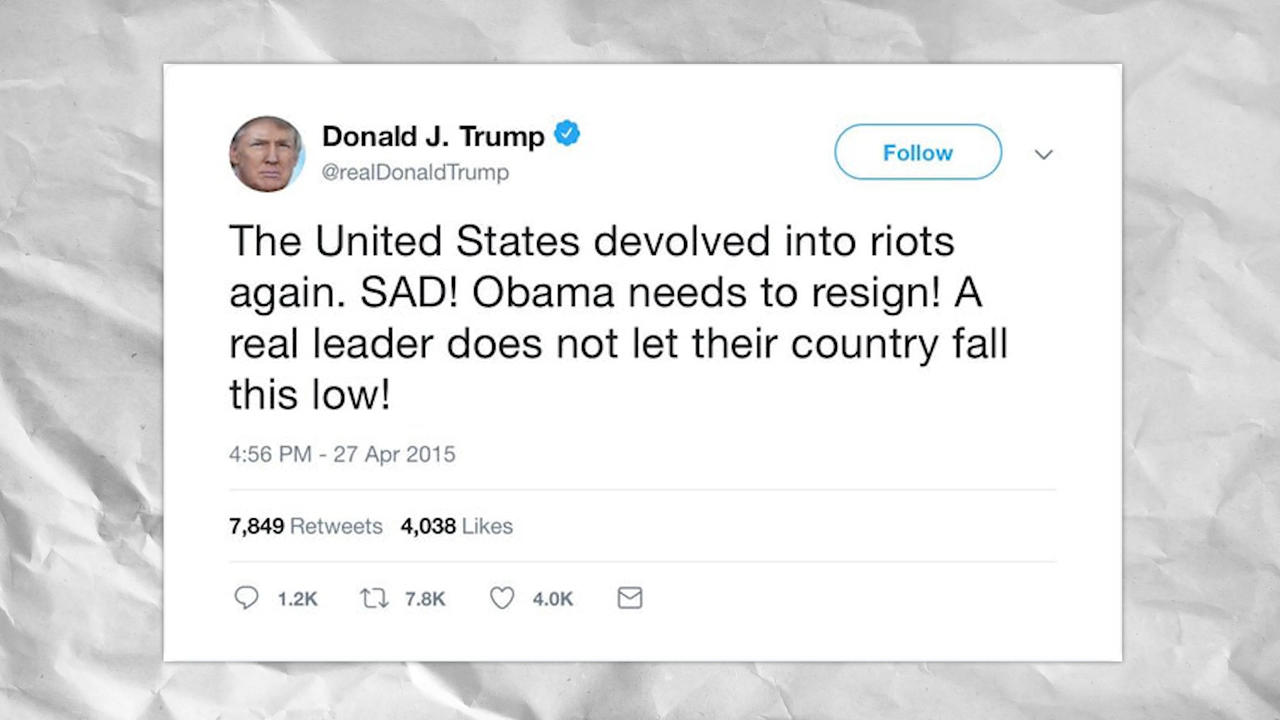 Donald J. Trump
Follow
@realDonaldTrump
The United States devolved into riots
again. SAD! Obama needs to resign! A
real leader does not let their country fall
this low!
4:56 PM - 27 Apr 2015
7,849 Retweets 4,038 Likes
1.2K 7.8K 4.0K